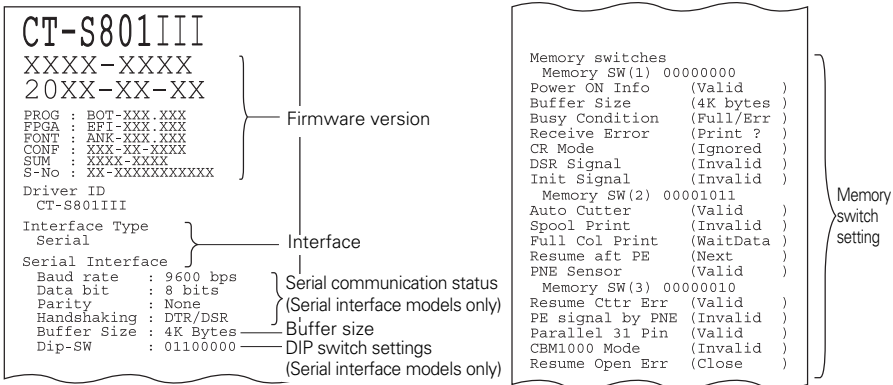 CT-S801III
XXXX-XXXX
20XX-XX-XX
PROG : BOT-XXX.XXX
FPGA : EFI-XXX.XXX
FONT : ANK-XXX.XXX
CONF : XXX-XX-XXXX
SUM : XXXX-XXXX
S-No : XX-XXXXXXXXXXX
Firmware version
Driver ID
CT-S801III
Interface Type
Serial
Interface
Serial Interface
Baud rate : 9600 bps
Data bit : 8 bits
Parity : None
Handshaking : DTR/DSR
Serial communication status
(Serial interface models only)
Buffer Size : 4K Bytes
Buffer size
Dip-SW : 01100000
DIP switch settings
(Serial interface models only)
Memory switches
Memory SW(1) 00000000
Power ON Info (Valid )
Buffer Size (4K bytes )
Busy Condition (Full/Err )
Receive Error (Print ? )
CR Mode (Ignored )
DSR Signal (Invalid )
Init Signal (Invalid )
Memory SW(2) 00001011
Auto Cutter (Valid )
Spool Print (Invalid )
Full Col Print (WaitData )
Resume aft PE (Next )
PNE Sensor (Valid )
Memory SW(3) 00000010
Resume Cttr Err (Valid )
PE signal by PNE (Invalid )
Parallel 31 Pin (Valid )
CBM1000 Mode (Invalid )
Resume Open Err (Close )
Memory
switch
setting